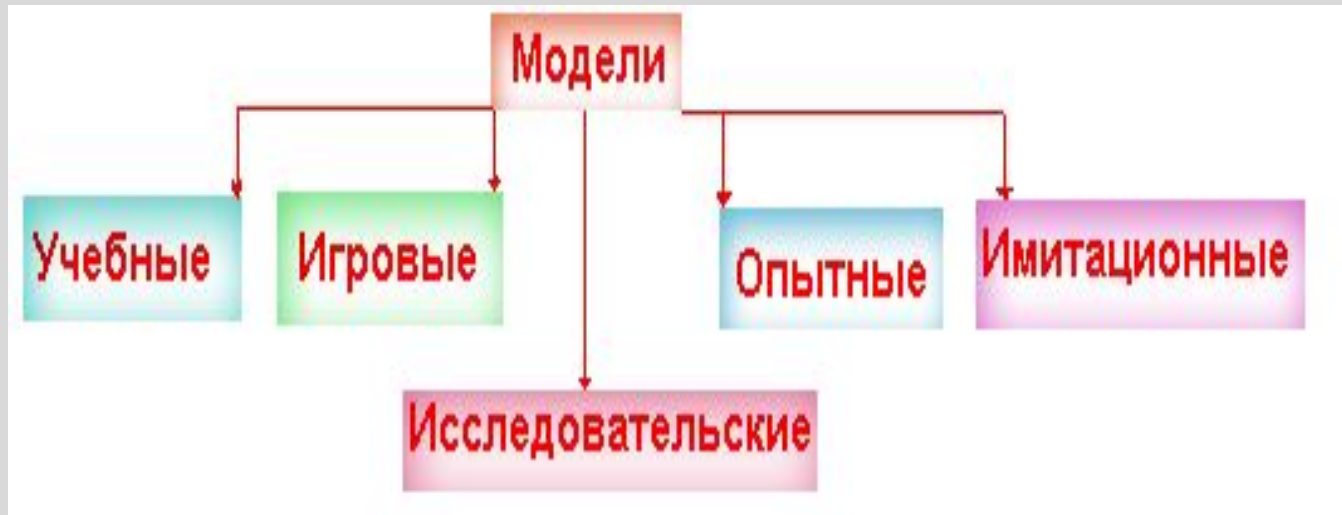 Модели
Учебные
Игровые
Опытные
Имитационные
Исследовательские